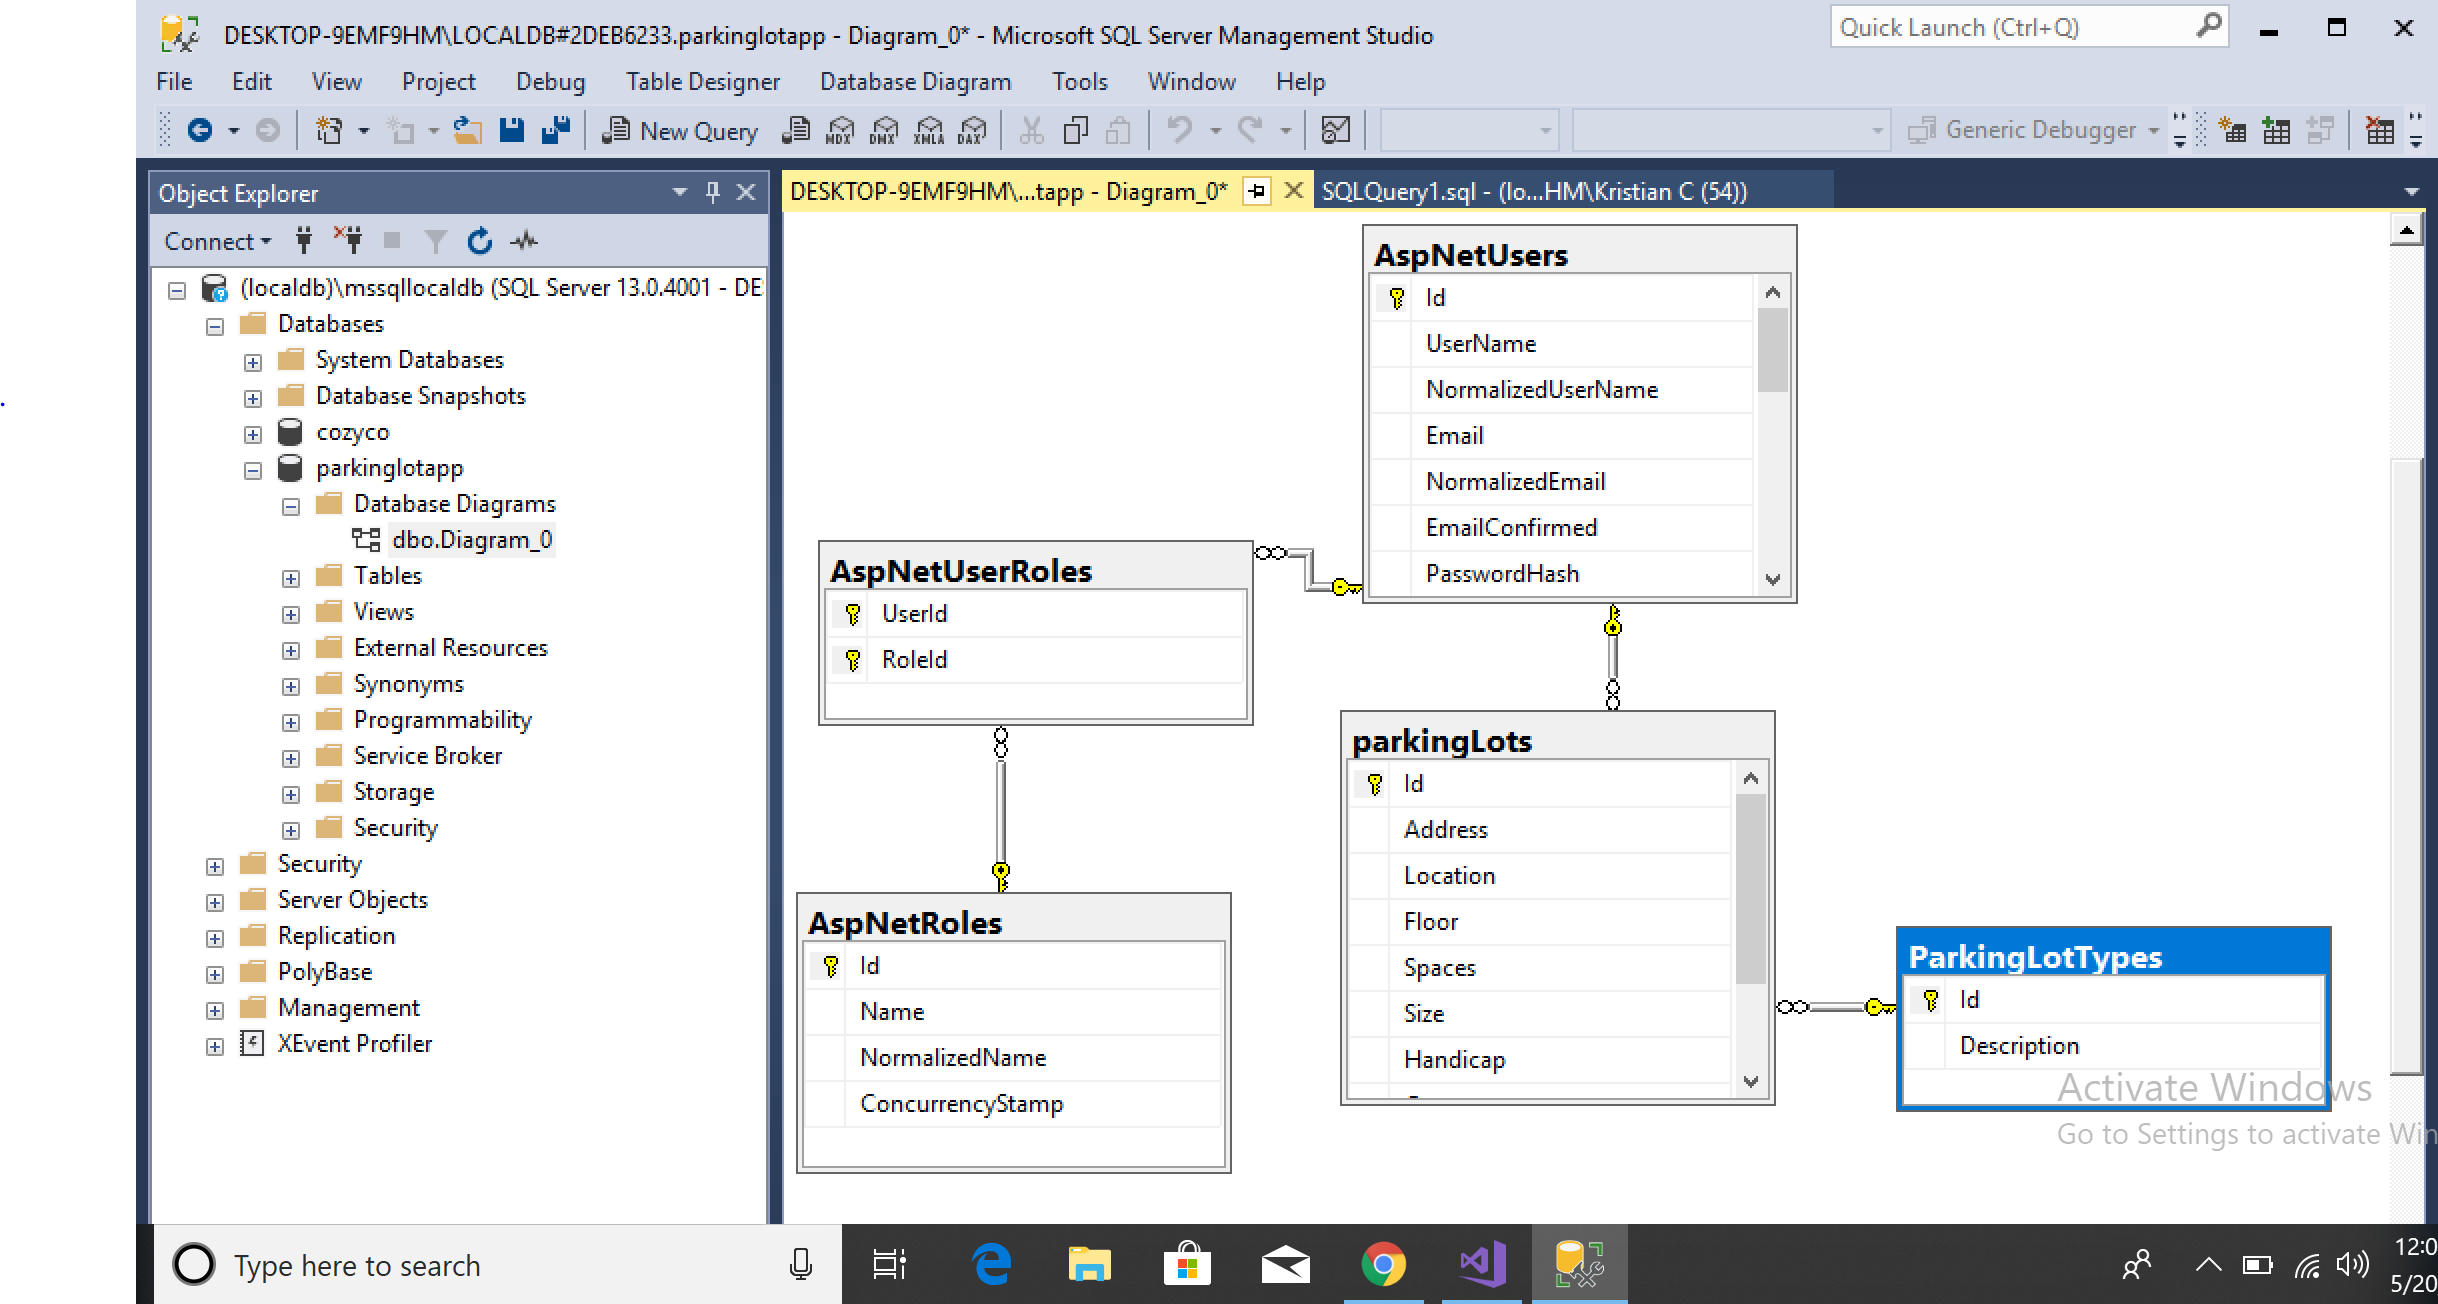 DESKTOP-9EMF9HM\LOCALDB#2DEB6233.parkinglotapp - Diagram_0* - Microsoft SQL Server Management Studio
Quick Launch (Ctrl+Q)
File Edit View Project Debug Table Designer Database Diagram Tools Window Help
New Query MDX DMX XMLA DAX Generic Debugger
Object Explorer
DESKTOP-9EMF9HM\...tapp - Diagram_0*
SQLQuery1.sql - (lo...HM\Kristian C (54))
Connect
(localdb)\mssqllocaldb (SQL Server 13.0.4001 - DE
Databases
System Databases
Database Snapshots
cozyco
parkinglotapp
Database Diagrams
dbo.Diagram_0
Tables
Views
External Resources
Synonyms
Programmability
Service Broker
Storage
Security
Security
Server Objects
Replication
PolyBase
Management
XEvent Profiler
AspNetUsers
Id
UserName
NormalizedUserName
Email
NormalizedEmail
EmailConfirmed
PasswordHash
AspNetUserRoles
UserId
RoleId
parkingLots
Id
Address
Location
Floor
Spaces
Size
Handicap
AspNetRoles
Id
Name
NormalizedName
ConcurrencyStamp
ParkingLotTypes
Id
Description
Activate Windows
Go to Settings to activate Win
Type here to search
12:0
5/20